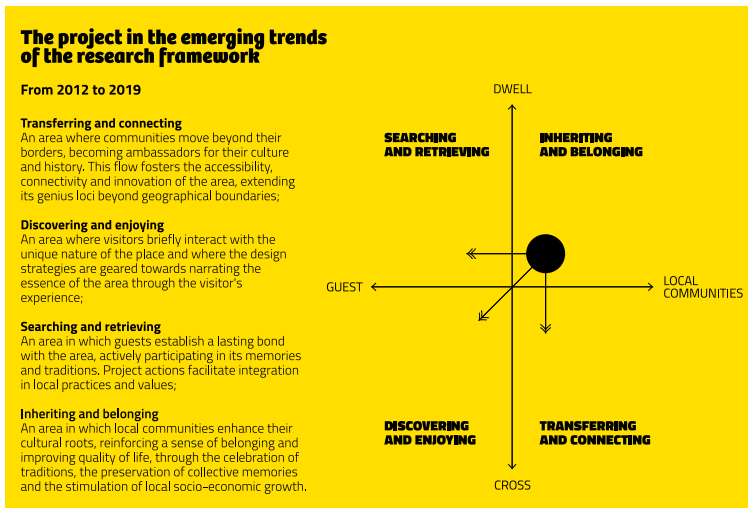 The project in the emerging trends
of the research framework
From 2012 to 2019
Transferring and connecting
An area where communities move beyond their
borders, becoming ambassadors for their culture
and history. This flow fosters the accessibility,
connectivity and innovation of the area, extending
its genius loci beyond geographical boundaries;
Discovering and enjoying
An area where visitors briefly interact with the
unique nature of the place and where the design
strategies are geared towards narrating the
essence of the area through the visitor's
experience;
Searching and retrieving
An area in which guests establish a lasting bond
with the area, actively participating in its memories
and traditions. Project actions facilitate integration
in local practices and values;
Inheriting and belonging
An area in which local communities enhance their
cultural roots, reinforcing a sense of belonging and
improving quality of life, through the celebration of
traditions, the preservation of collective memories
and the stimulation of local socio–economic growth.
DWELL
SEARCHING
AND RETRIEVING
INHERITING
AND BELONGING
GUEST
LOCAL
COMMUNITIES
DISCOVERING
AND ENJOYING
TRANSFERRING
AND CONNECTING
CROSS